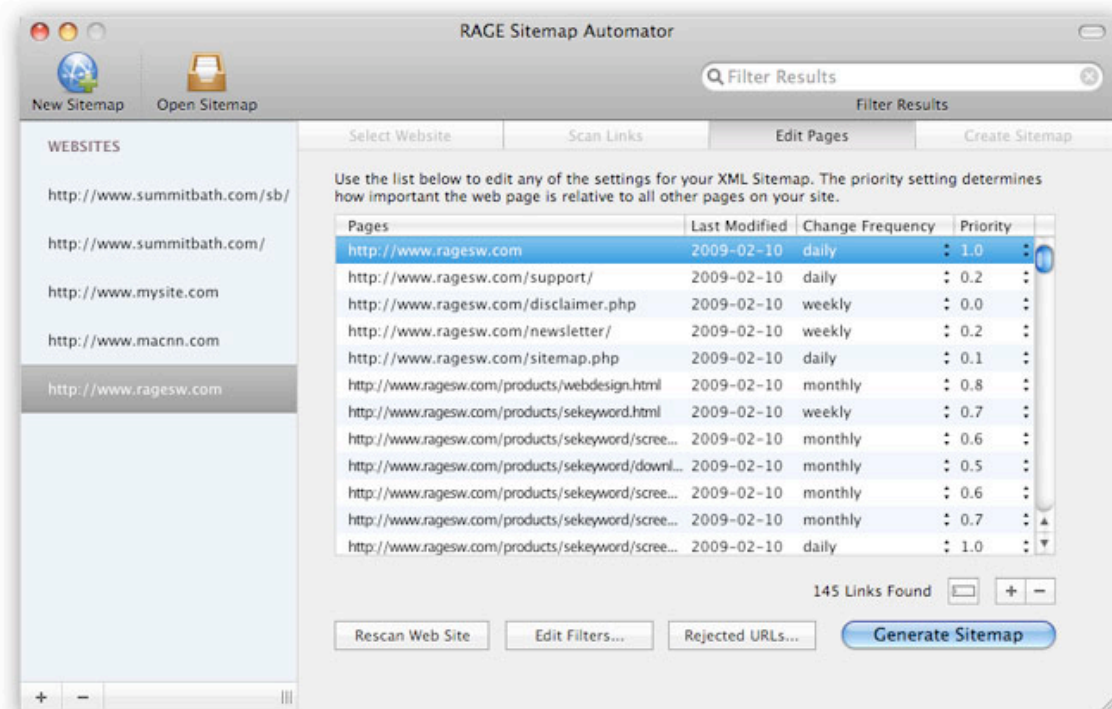 RAGE Sitemap Automator
New Sitemap
Open Sitemap
Filter Results
Filter Results
WEBSITES
http://www.summitbath.com/sb/
http://www.summitbath.com/
http://www.mysite.com
http://www.macnn.com
http://www.ragesw.com
Select Website
Scan Links
Edit Pages
Create Sitemap
Use the list below to edit any of the settings for your XML Sitemap. The priority setting determines
how important the web page is relative to all other pages on your site.
Pages Last Modified Change Frequency Priority
http://www.ragesw.com 2009-02-10 daily 1.0
http://www.ragesw.com/support/ 2009-02-10 daily 0.2
http://www.ragesw.com/disclaimer.php 2009-02-10 weekly 0.0
http://www.ragesw.com/newsletter/ 2009-02-10 weekly 0.2
http://www.ragesw.com/sitemap.php 2009-02-10 daily 0.1
http://www.ragesw.com/products/webdesign.html 2009-02-10 monthly 0.8
http://www.ragesw.com/products/sekeyword.html 2009-02-10 weekly 0.7
http://www.ragesw.com/products/sekeyword/scree... 2009-02-10 monthly 0.6
http://www.ragesw.com/products/sekeyword/downl... 2009-02-10 monthly 0.5
http://www.ragesw.com/products/sekeyword/scree... 2009-02-10 monthly 0.6
http://www.ragesw.com/products/sekeyword/scree... 2009-02-10 monthly 0.7
http://www.ragesw.com/products/sekeyword/scree... 2009-02-10 daily 1.0
145 Links Found
Rescan Web Site
Edit Filters...
Rejected URLs...
Generate Sitemap